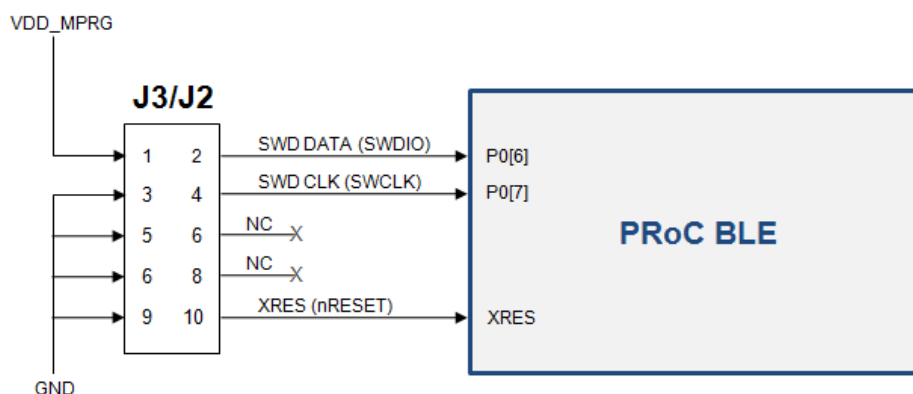 VDD_MPRG
J3/J2
1 2 SWD DATA (SWDIO) P0[6]
3 4 SWD CLK (SWCLK) P0[7]
5 6 NC X
PRoC BLE
6 8 NC X
9 10 XRES (nRESET) XRES
GND